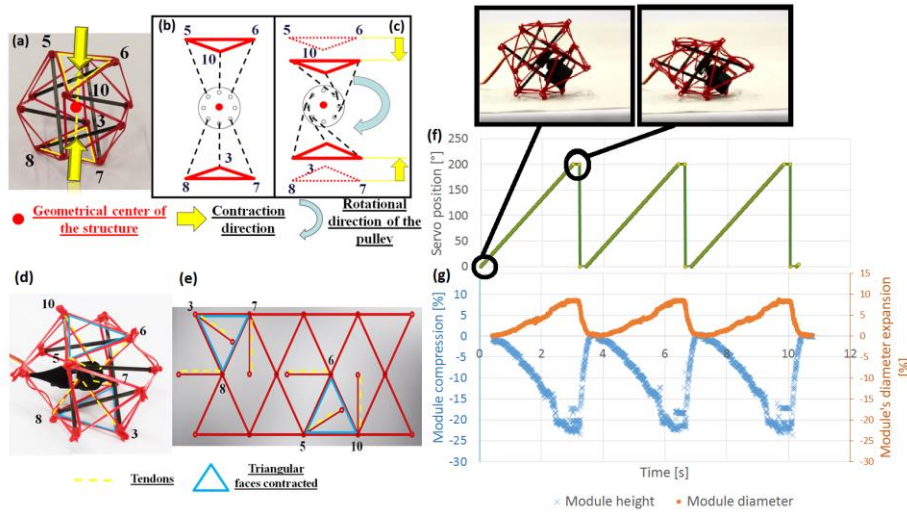 (a)
5
6
10
3
8
7
(b)
5
6
10
3
8
7
(c)
5
6
10
3
8
7
Geometrical center of
the structure
Contraction
direction
Rotational
direction of the
pulley
(d)
10
6
5
7
8
3
(e)
3
7
8
6
5
10
Tendons
Triangular
faces contracted
(f)
Servo position [°]
250
200
150
100
50
0
(g)
Module compression [%]
10
5
0
-5
-10
-15
-20
-25
-30
0
2
4
6
8
10
12
Time [s]
15
10
5
0
-5
-10
-15
-20
-25
-30
Module's diameter expansion
[%]
Module height
Module diameter